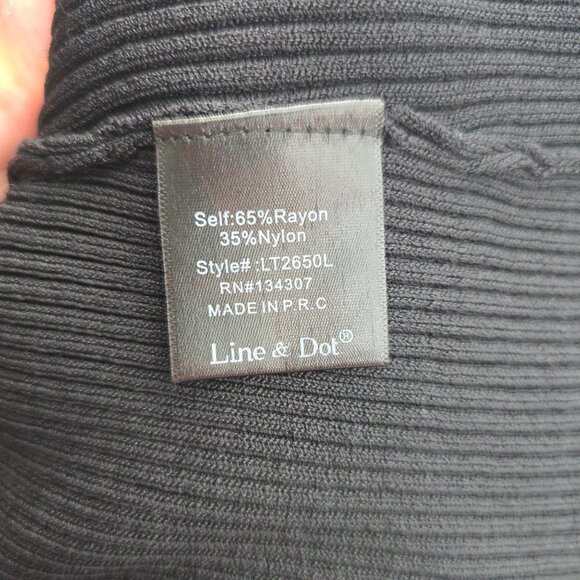 Self:65%Rayon
35%Nylon
Style# :LT2650L
RN#134307
MADE IN P.R.C
Line & Dot®